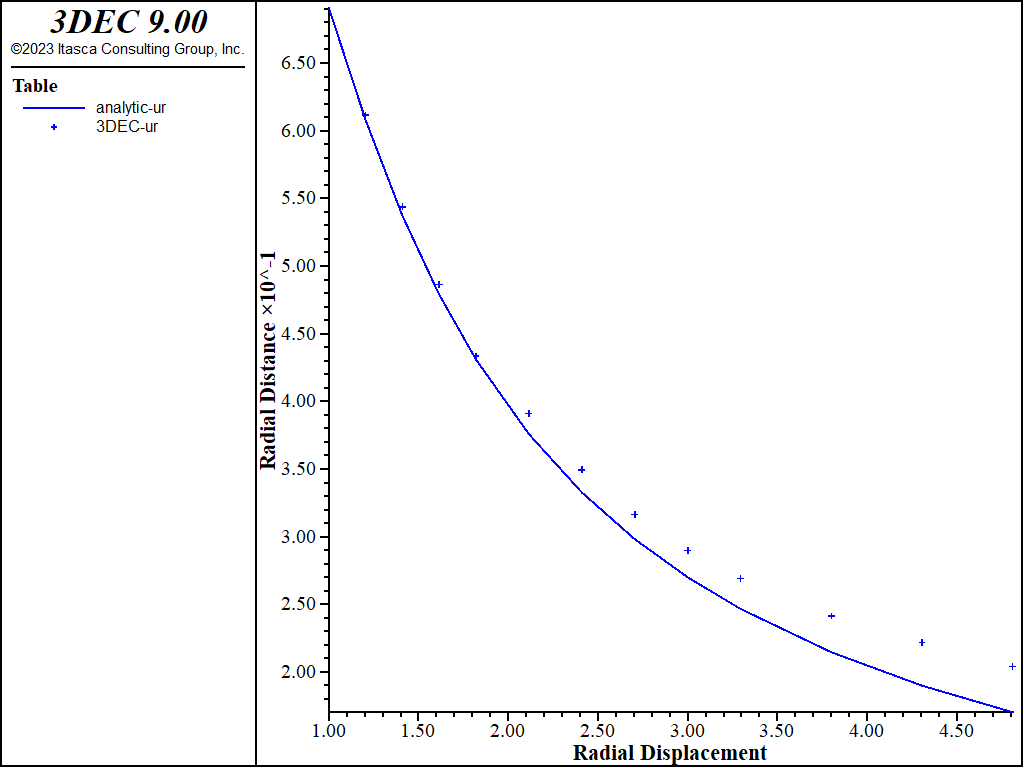 3DEC 9.00
©2023 Itasca Consulting Group, Inc.
Table
analytic-ur
3DEC-ur
Radial Distance ×10^-1
6.50
6.00
5.50
5.00
4.50
4.00
3.50
3.00
2.50
2.00
1.00 1.50 2.00 2.50 3.00 3.50 4.00 4.50
Radial Displacement